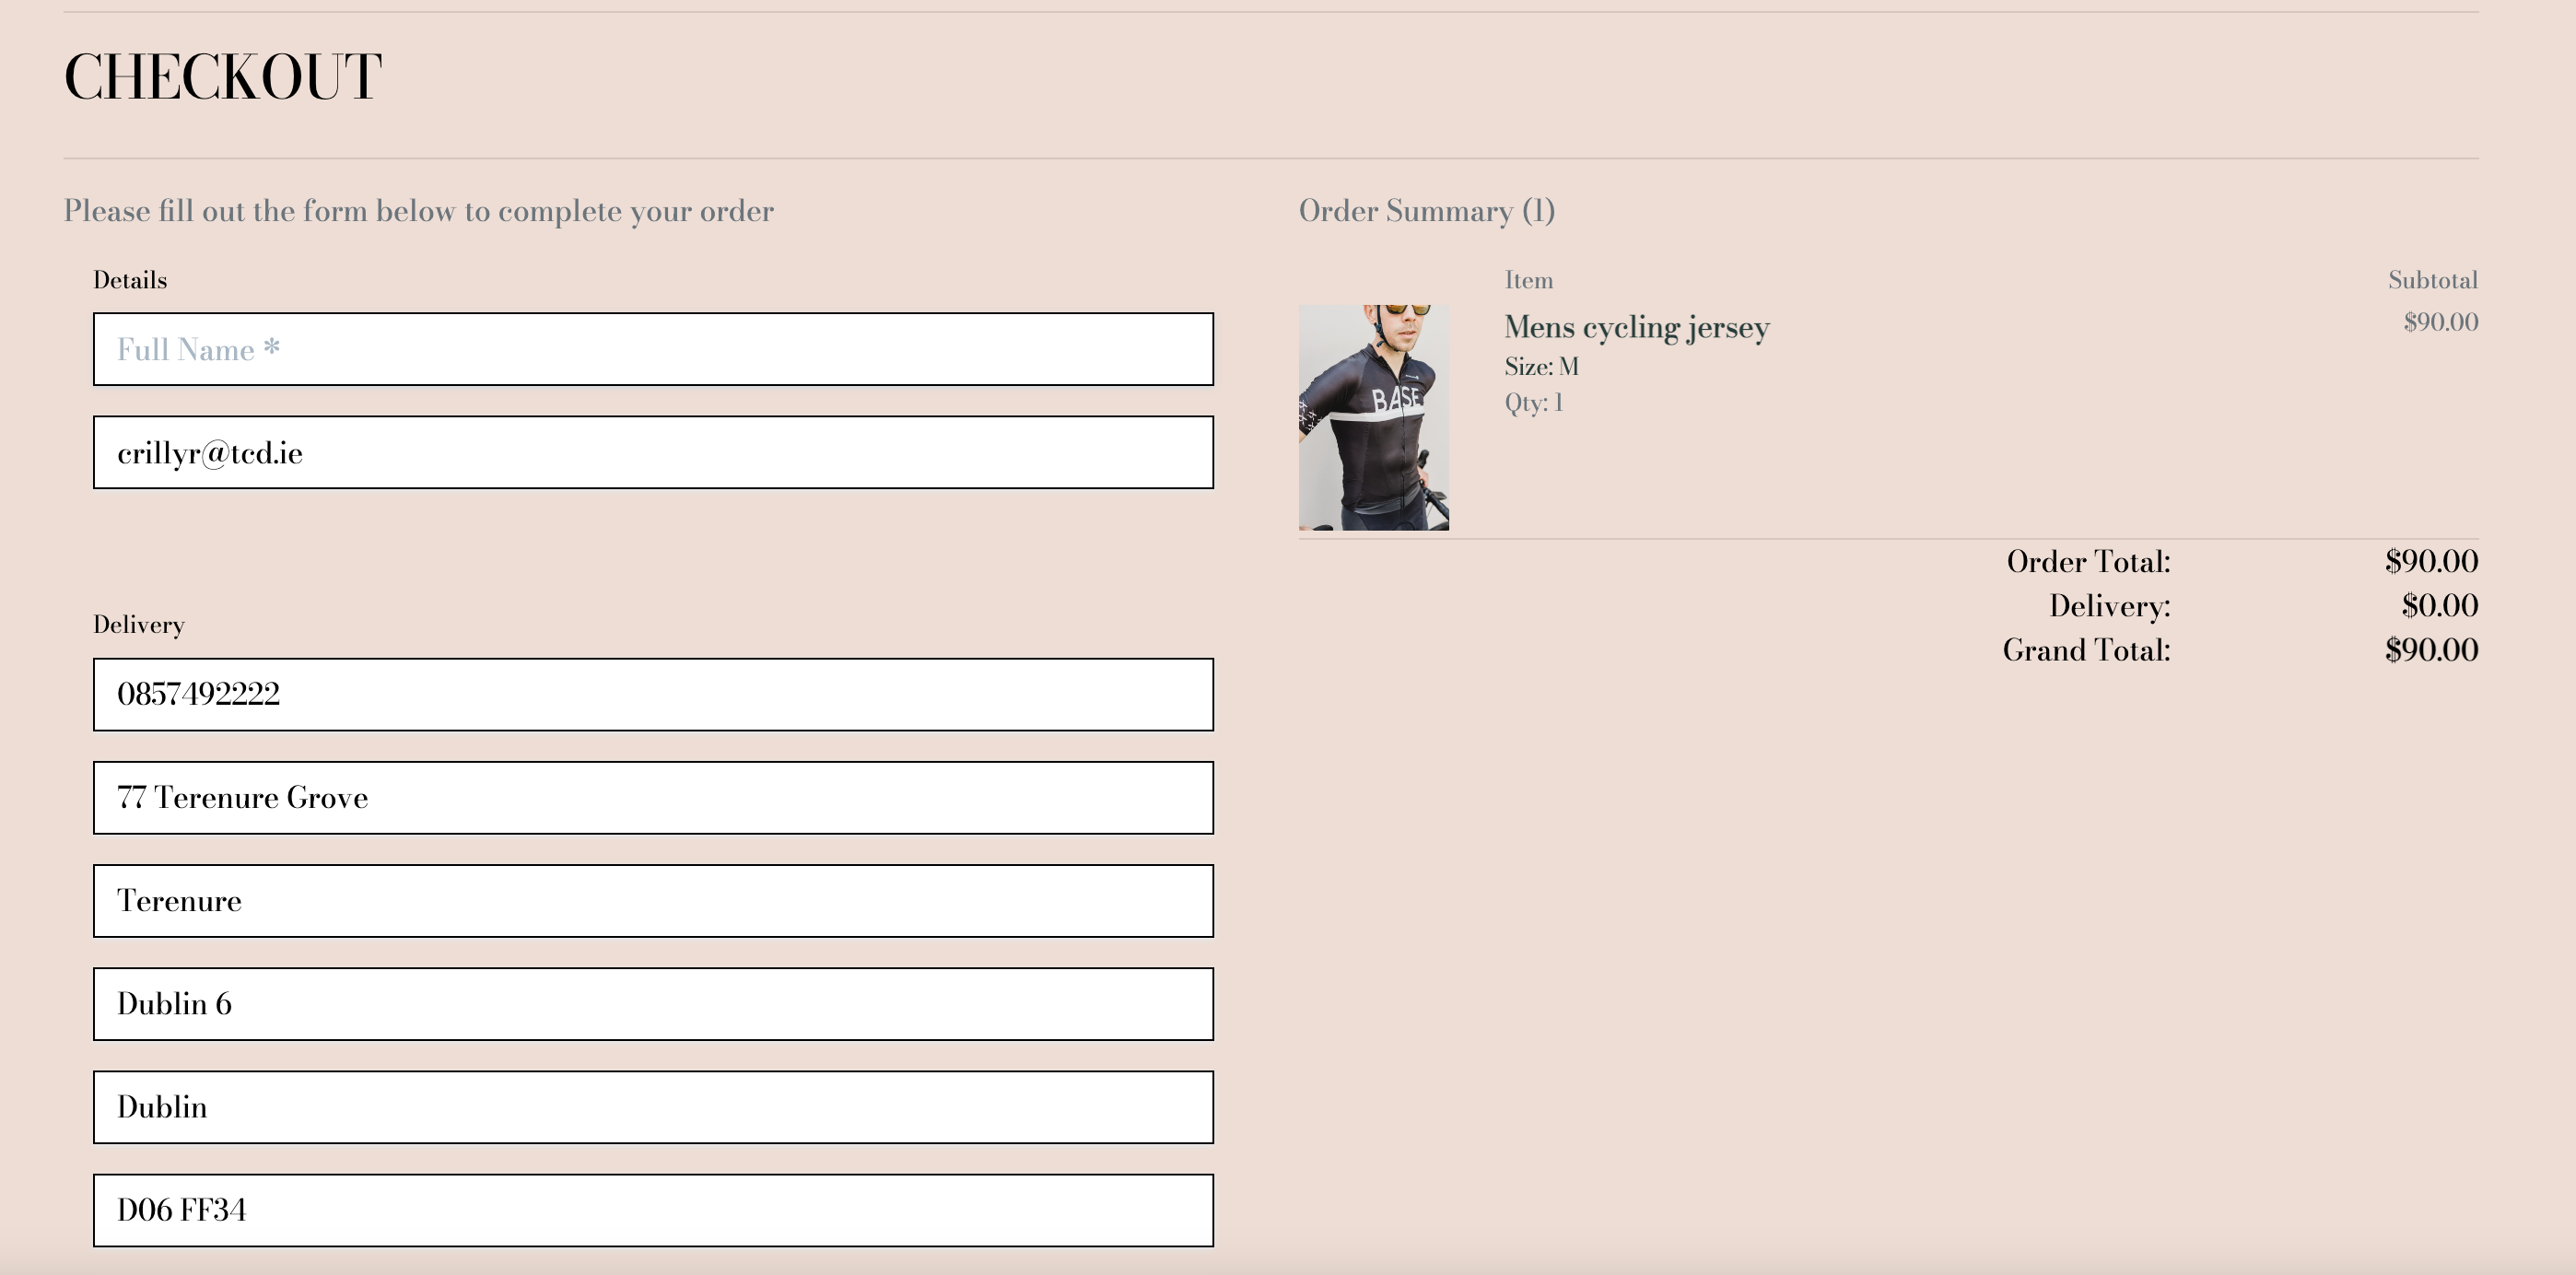 CHECKOUT
Please fill out the form below to complete your order
Details
Full Name *
crillyr@tcd.ie
Delivery
0857492222
77 Terenure Grove
Terenure
Dublin 6
Dublin
D06 FF34
Order Summary (1)
Item Subtotal
Mens cycling jersey $90.00
Size: M
Qty: 1
BASE
Order Total: $90.00
Delivery: $0.00
Grand Total: $90.00